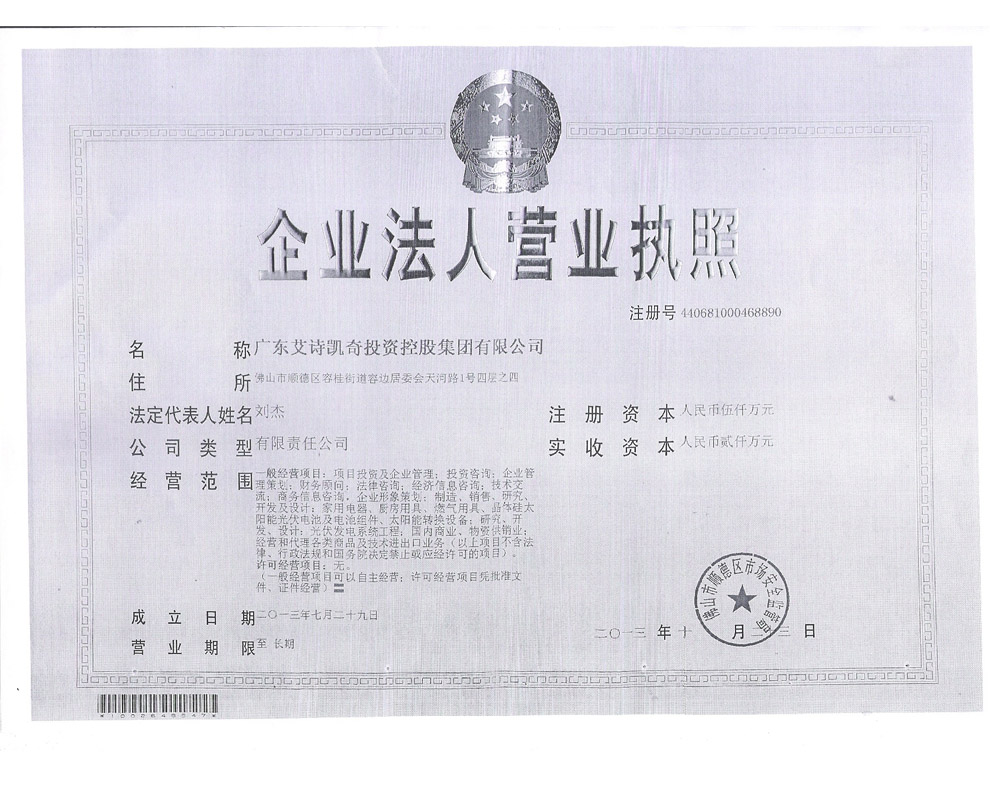 企业法人营业执照
注册号 440681000468890
名称 广东艾诗凯奇投资控股集团有限公司
住所 佛山市顺德区容桂街道容边居委会天河路1号四层之四
法定代表人姓名 刘杰
注册资本 人民币伍仟万元
公司类型 有限责任公司
实收资本 人民币贰仟万元
经营范围 一般经营项目：项目投资及企业管理；投资咨询；企业管
理策划；财务顾问；法律咨询；经济信息咨询；技术交
流；商务信息咨询，企业形象策划；制造、销售、研究、
开发及设计：家用电器、厨房用具、燃气用具、晶体硅太
阳能光伏电池及电池组件、太阳能转换设备；研究、开
发、设计：光伏发电系统工程；国内商业、物资供销业；
经营和代理各类商品及技术进出口业务（以上项目不含法
律、行政法规和国务院决定禁止或应经许可的项目）。
许可经营项目：无。
（一般经营项目可以自主经营；许可经营项目凭批准文
件、证件经营）〓
成立日期 二〇一三年七月二十九日
营业期限 至 长期
佛山市顺德区市场安全监管局
二〇一三 年 十 月 二 三 日